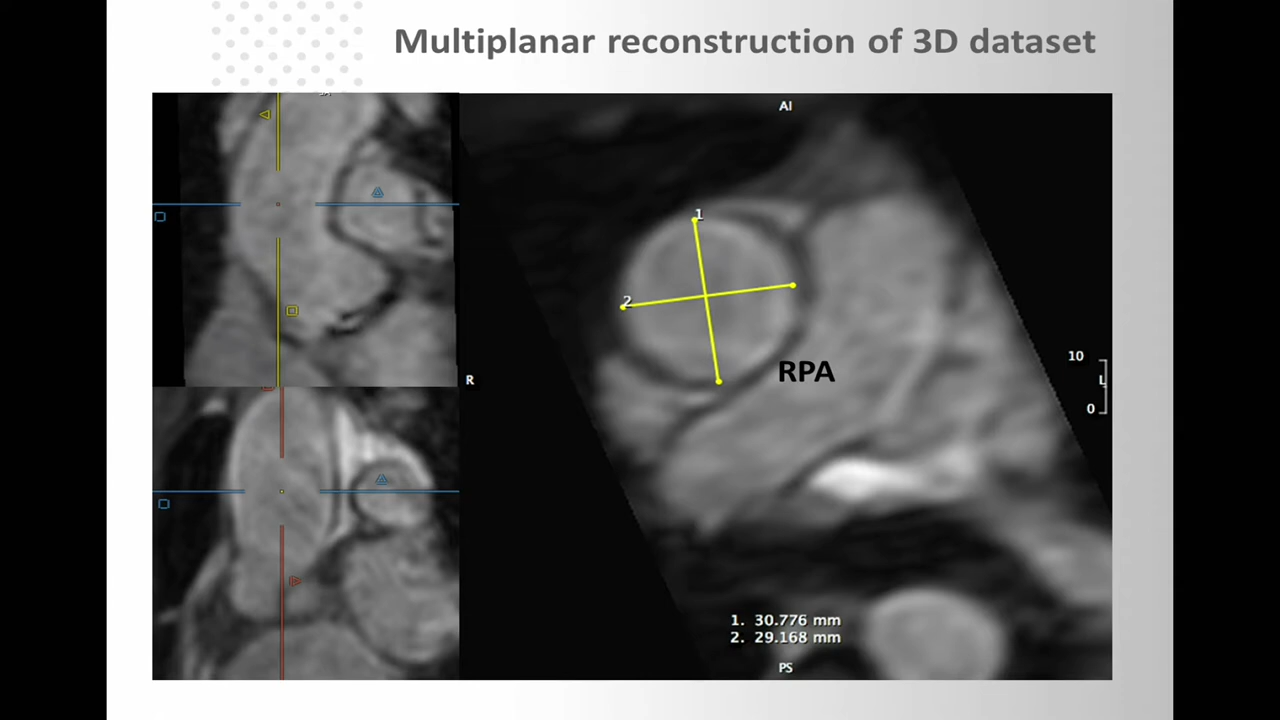 Multiplanar reconstruction of 3D dataset
AI
1
2
R
RPA
10
L
0
1. 30.776 mm
2. 29.168 mm
PS